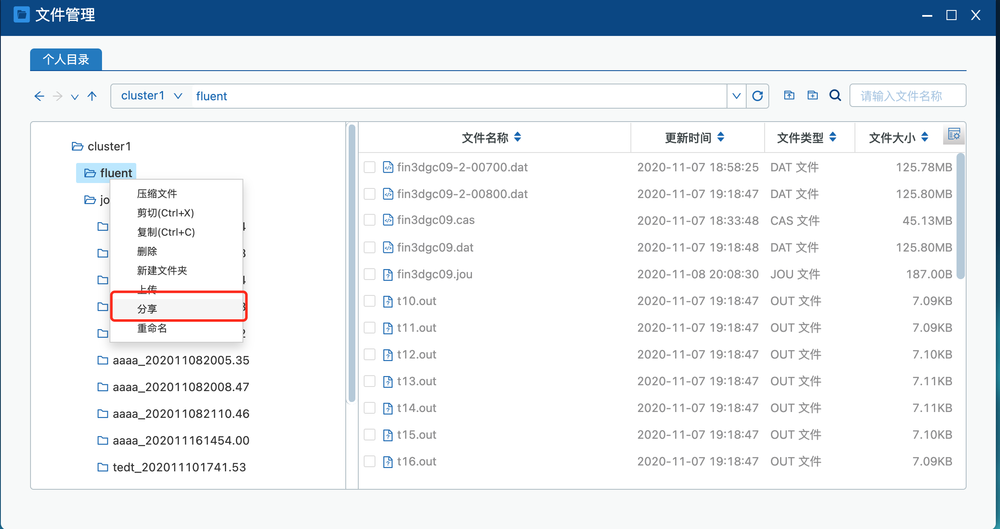 文件管理
个人目录
cluster1
fluent
请输入文件名称
cluster1
fluent
jo
压缩文件
剪切(Ctrl+X)
复制(Ctrl+C)
删除
新建文件夹
上传
分享
重命名
aaaa_202011082005.35
aaaa_202011082008.47
aaaa_202011082110.46
aaaa_202011161454.00
tedt_202011101741.53
文件名称 更新时间 文件类型 文件大小
fin3dgc09-2-00700.dat 2020-11-07 18:58:25 DAT 文件 125.78MB
fin3dgc09-2-00800.dat 2020-11-07 19:18:47 DAT 文件 125.80MB
fin3dgc09.cas 2020-11-07 18:33:48 CAS 文件 45.13MB
fin3dgc09.dat 2020-11-07 19:18:48 DAT 文件 125.80MB
fin3dgc09.jou 2020-11-08 20:08:30 JOU 文件 187.00B
t10.out 2020-11-07 19:18:47 OUT 文件 7.09KB
t11.out 2020-11-07 19:18:47 OUT 文件 7.09KB
t12.out 2020-11-07 19:18:47 OUT 文件 7.10KB
t13.out 2020-11-07 19:18:47 OUT 文件 7.11KB
t14.out 2020-11-07 19:18:47 OUT 文件 7.11KB
t15.out 2020-11-07 19:18:47 OUT 文件 7.10KB
t16.out 2020-11-07 19:18:47 OUT 文件 7.09KB